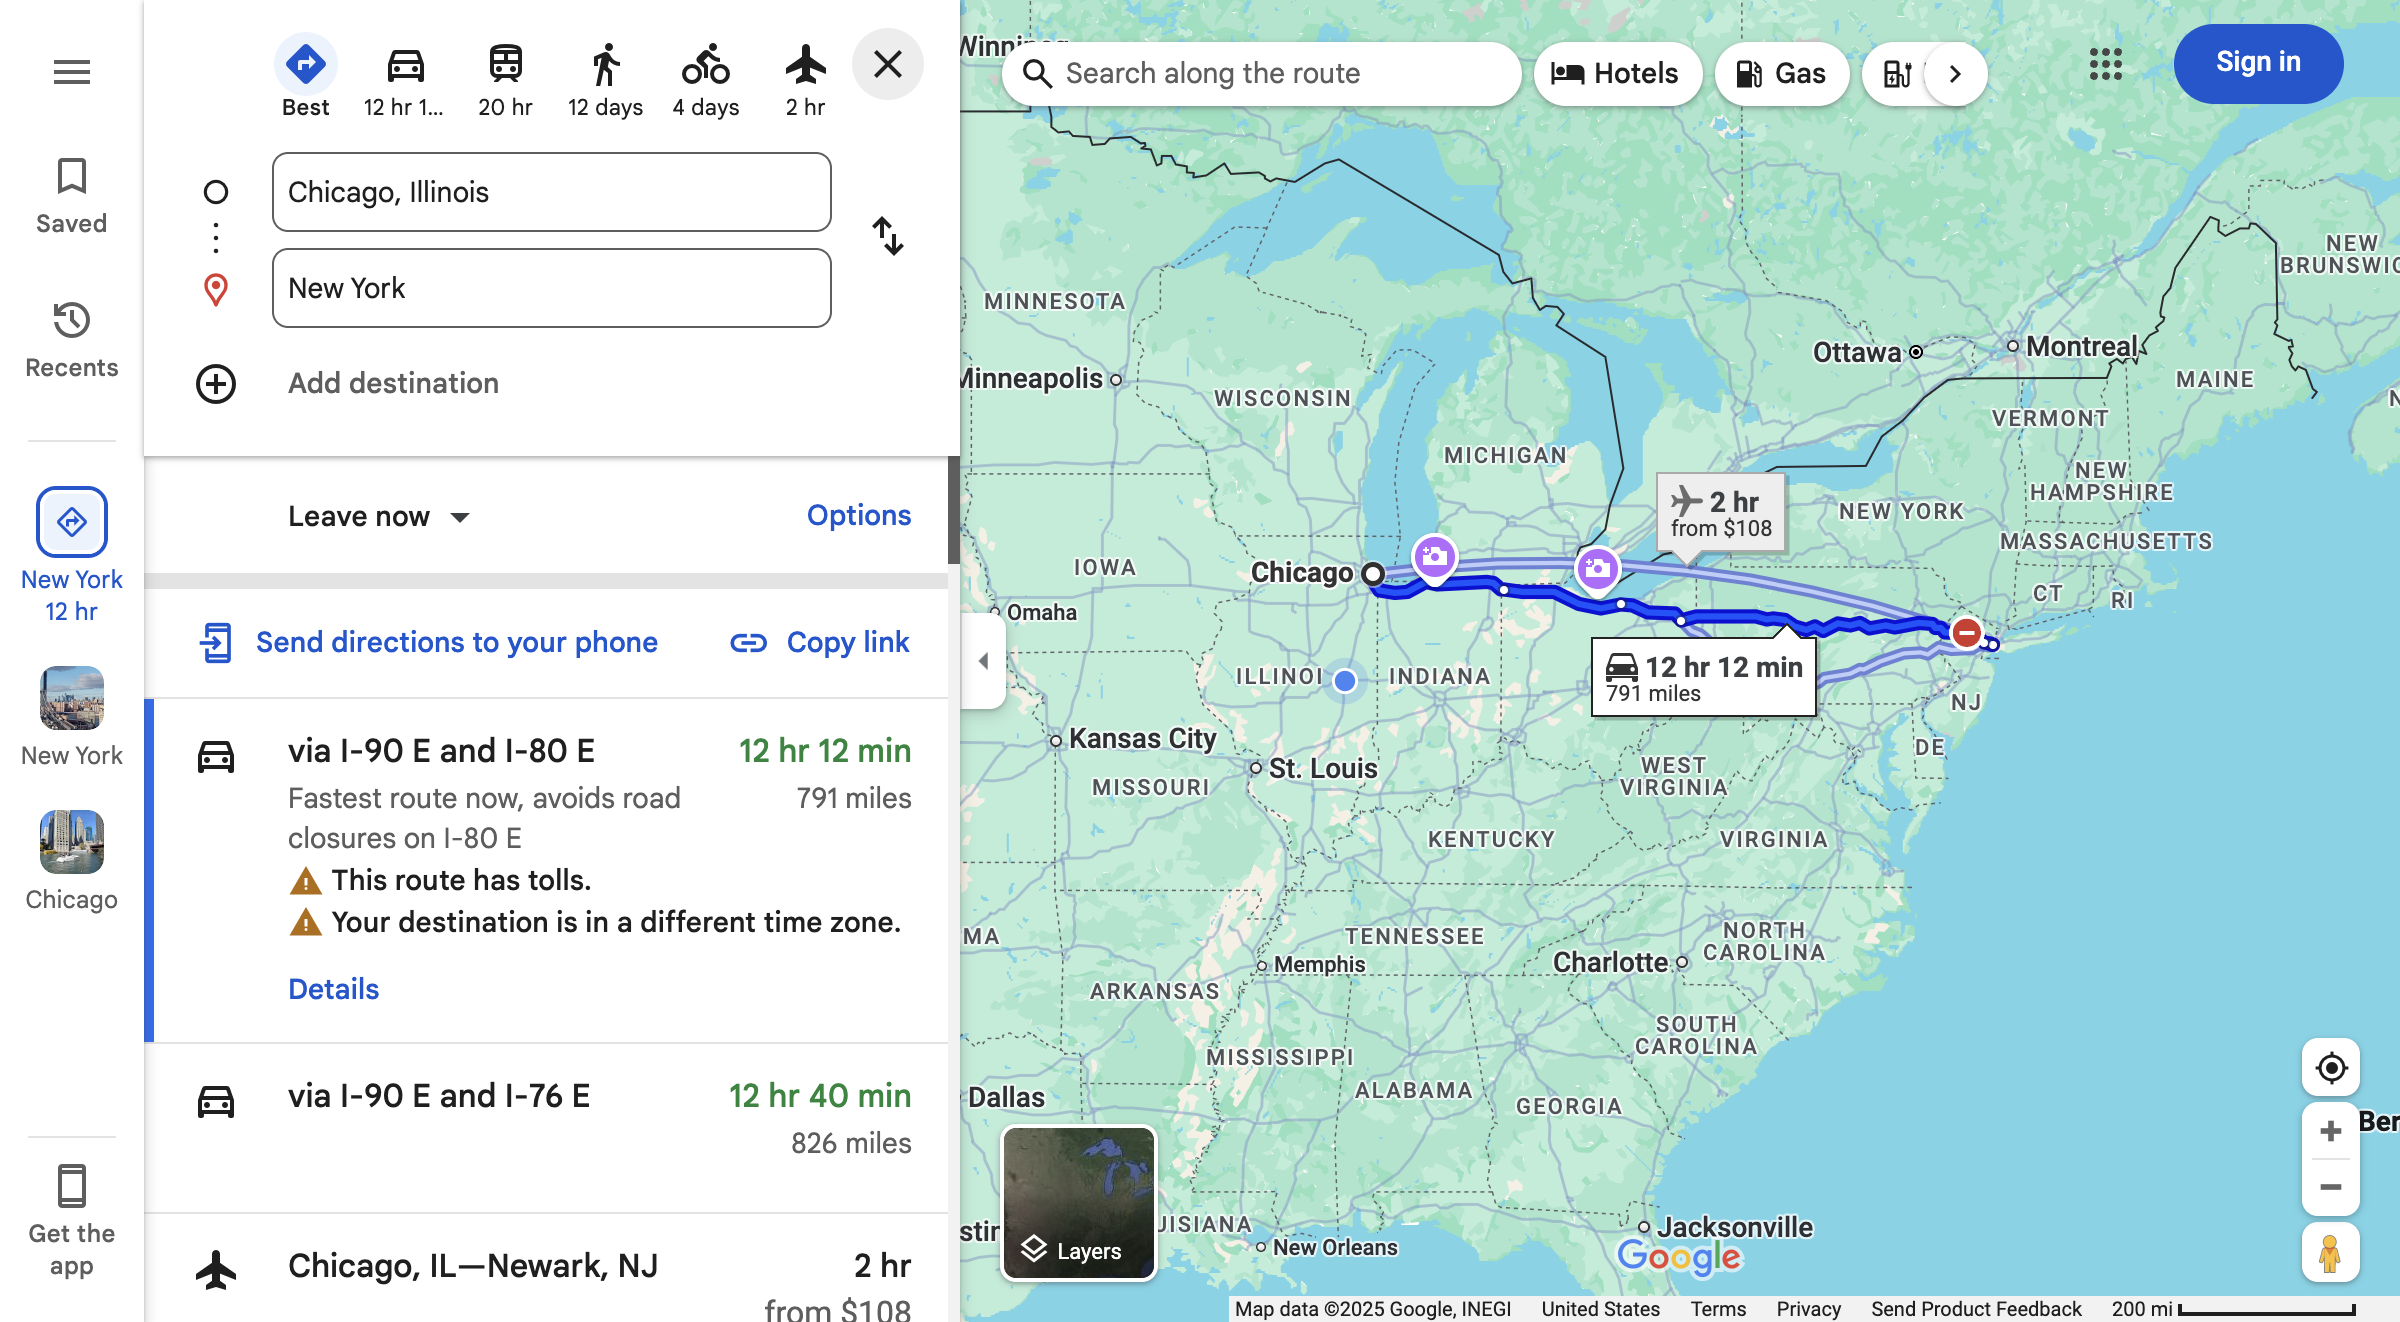 Saved
Recents
New York
12 hr
New York
Chicago
Get the
app
Best
12 hr 1...
20 hr
12 days
4 days
2 hr
Chicago, Illinois
New York
Add destination
Leave now
Options
Send directions to your phone
Copy link
via I-90 E and I-80 E
12 hr 12 min
Fastest route now, avoids road
791 miles
closures on I-80 E
This route has tolls.
Your destination is in a different time zone.
Details
via I-90 E and I-76 E
12 hr 40 min
826 miles
Chicago, IL—Newark, NJ
2 hr
from $108
Search along the route
Hotels
Gas
Sign in
NEW
BRUNSWIC
MINNESOTA
Ottawa
Montreal
Minneapolis
MAINE
WISCONSIN
VERMONT
MICHIGAN
NEW
HAMPSHIRE
2 hr
from $108
NEW YORK
MASSACHUSETTS
IOWA
Chicago
CT
RI
Omaha
12 hr 12 min
791 miles
ILLINOI
INDIANA
NJ
Kansas City
DE
St. Louis
WEST
VIRGINIA
MISSOURI
KENTUCKY
VIRGINIA
MA
TENNESSEE
NORTH
CAROLINA
Memphis
Charlotte
ARKANSAS
SOUTH
CAROLINA
MISSISSIPPI
Dallas
ALABAMA
GEORGIA
Ber
Layers
UISIANA
stin
New Orleans
Jacksonville
Google
Map data ©2025 Google, INEGI
United States
Terms
Privacy
Send Product Feedback
200 mi